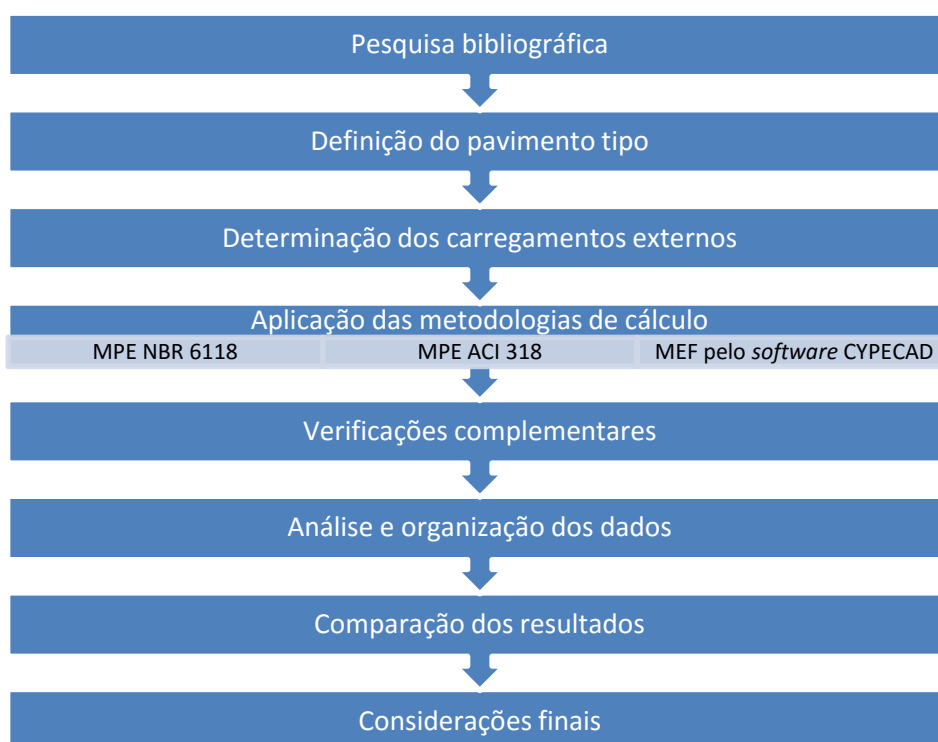 Pesquisa bibliográfica
Definição do pavimento tipo
Determinação dos carregamentos externos
Aplicação das metodologias de cálculo
MPE NBR 6118 MPE ACI 318 MEF pelo software CYPECAD
Verificações complementares
Análise e organização dos dados
Comparação dos resultados
Considerações finais